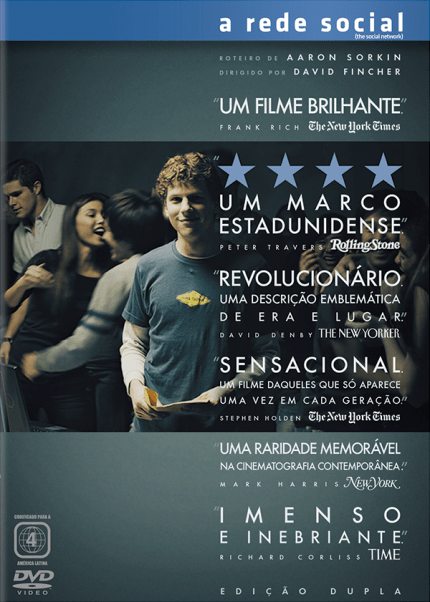 a rede social
(the social network)
ROTEIRO DE AARON SORKIN
DIRIGIDO POR DAVID FINCHER
"UM FILME BRILHANTE."
FRANK RICH The New York Times
"★★★★
UM MARCO
ESTADUNIDENSE."
PETER TRAVERS, RollingStone
"REVOLUCIONÁRIO.
UMA DESCRIÇÃO EMBLEMÁTICA
DE ERA E LUGAR."
DAVID DENBY THE NEW YORKER
"SENSACIONAL.
UM FILME DAQUELES QUE SÓ APARECE
UMA VEZ EM CADA GERAÇÃO."
STEPHEN HOLDEN The New York Times
"UMA RARIDADE MEMORÁVEL
NA CINEMATOGRAFIA CONTEMPORÂNEA."
MARK HARRIS, NEW YORK
"IMENSO
E INEBRIANTE."
RICHARD CORLISS TIME
CODIFICADO PARA A
4
AMÉRICA LATINA
DVD
VIDEO
EDIÇÃO DUPLA